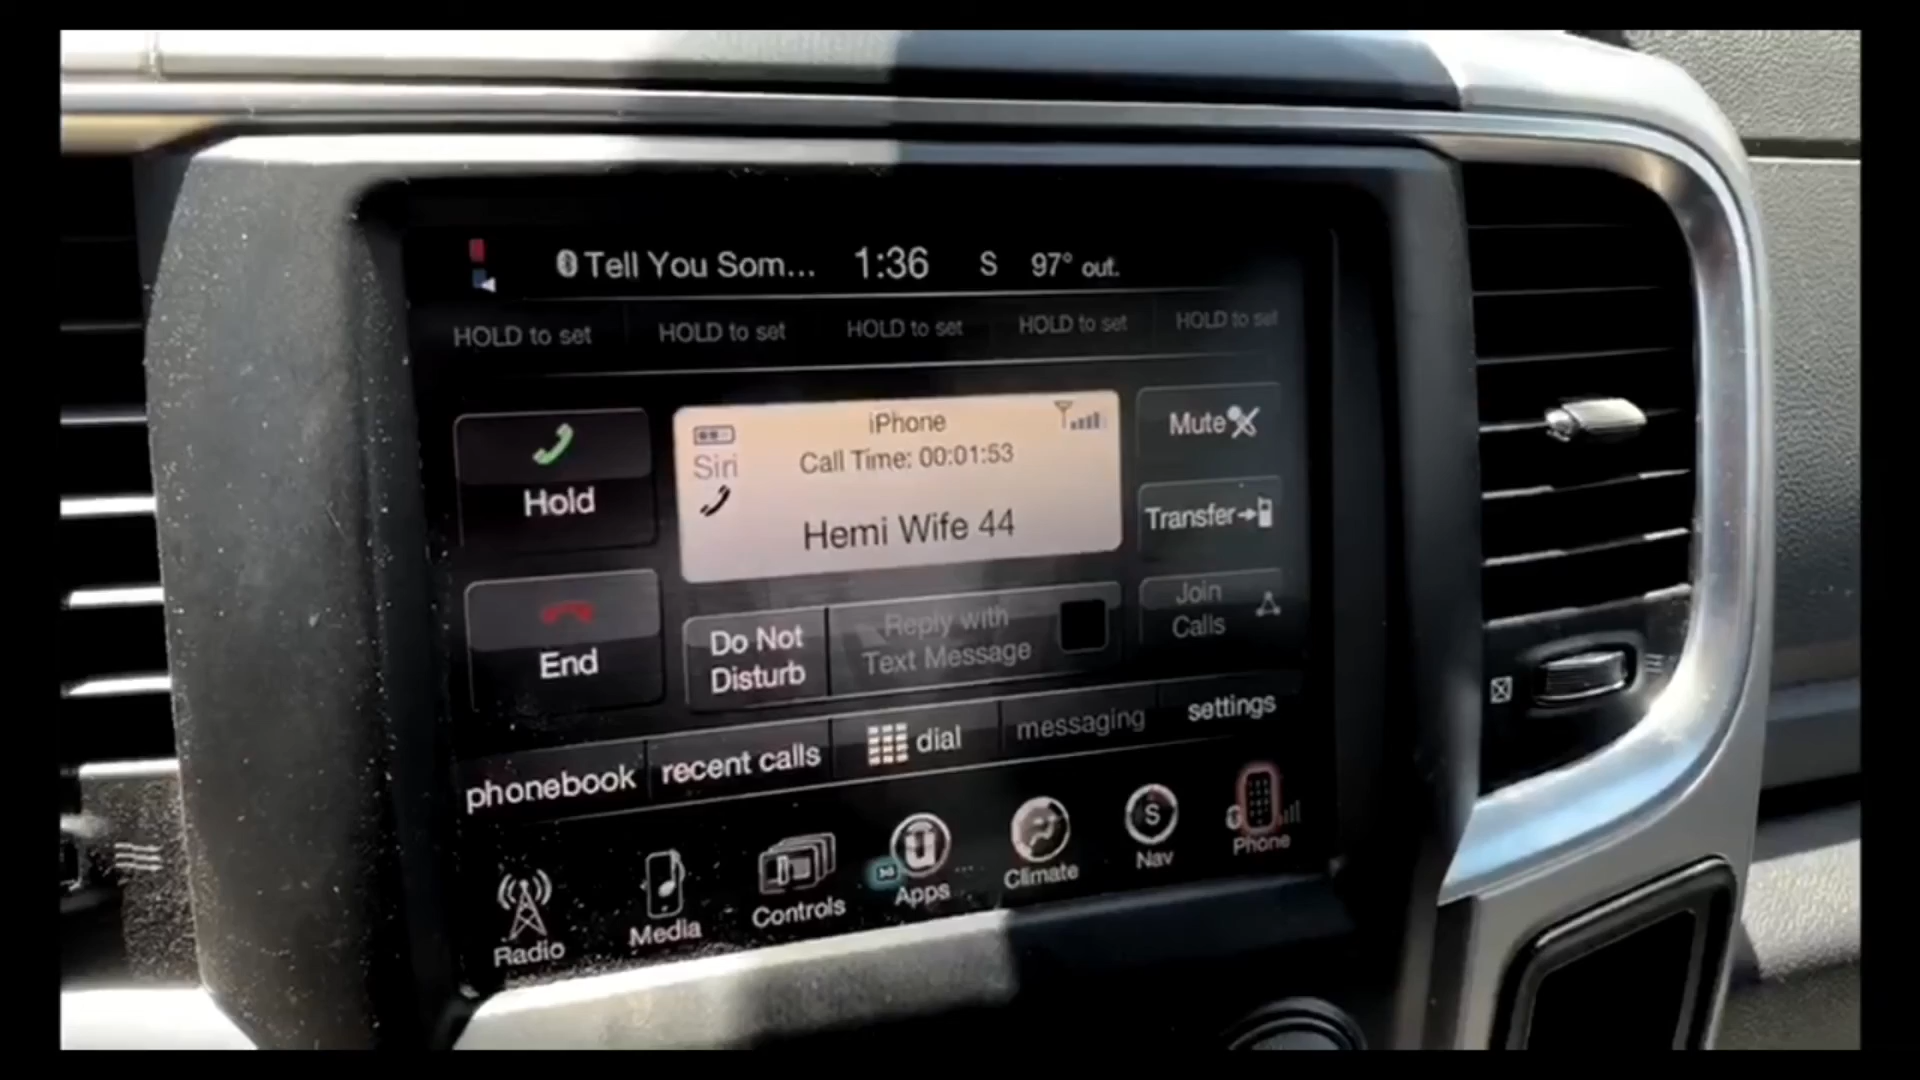 Tell You Som... 1:36 S 97° out.
HOLD to set HOLD to set HOLD to set HOLD to set HOLD to set
Hold
iPhone
Siri
Call Time: 00:01:53
Hemi Wife 44
Mute
Transfer
End
Do Not
Disturb
Reply with
Text Message
Join
Calls
phonebook recent calls dial messaging settings
Radio Media Controls Apps Climate Nav Phone
S